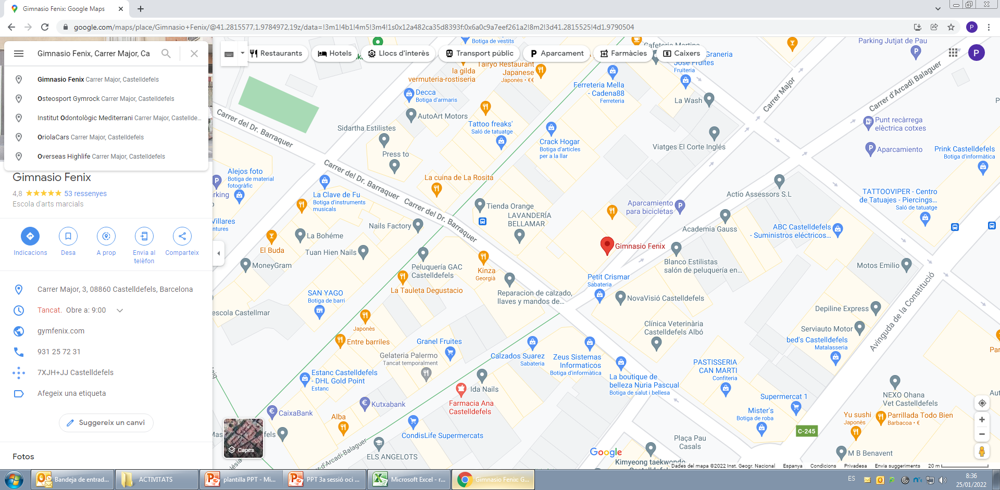 Gimnasio Fenix: Google Maps
google.com/maps/place/Gimnasio+Fenix/@41.2815577,1.9784972,19z/data=!3m1!4b1!4m5!3m4!1s0x12a482ca35d8393f:0x6a0c9a7eef261a2!8m2!3d41.2815525!4d1.9790504
P
Gimnasio Fenix, Carrer Major, Ca
Gimnasio Fenix Carrer Major, Castelldefels
Osteosport Gymrock Carrer Major, Castelldefels
Institut Odontològic Mediterrani Carrer Major, Castellde...
OriolaCars Carrer Major, Castelldefels
Overseas Highlife Carrer Major, Castelldefels
Gimnasio Fenix
4,8 53 ressenyes
Escola d'arts marcials
Indicacions
Desa
A prop
Envia al
telèfon
Comparteix
Carrer Major, 3, 08860 Castelldefels, Barcelona
Tancat. Obre a: 9:00
gymfenix.com
931 25 72 31
7XJH+JJ Castelldefels
Afegeix una etiqueta
Suggereix un canvi
Fotos
Restaurants
Hotels
Llocs d'interès
Transport públic
Aparcament
Farmàcies
Caixers
P
Botiga de vestits
Cafeteria Martina
Graneria
Jose Fruites
Fruiteria
Parking Jutjat de Pau
la gilda
vermuteria-rostiseria
Tairyo Restaurant
Japanese
Japonès • €€
Ferreteria Mella
- Cadena88
Ferreteria
La Wash
Carrer Major
Carrer d'Arcadi Balaguer
Decca
Botiga d'armaris
AutoArt Motors
Carrer del Dr. Barraquer
Sidartha Estilistes
Tattoo freaks'
Saló de tatuatge
Crack Hogar
Botiga d'articles
per a la llar
Viatges El Corte Inglés
Punt recàrrega
elèctrica cotxes
Aparcamiento
Prink Castelldefels
Botiga d'informàtica
Press to
Carrer del Dr. Barraquer
Carrer del Dr. Barraquer
Alejos foto
Botiga de material
fotogràfic
rking
La cuina de La Rosita
La Clave de Fu
Botiga d'instruments
musicals
Tienda Orange
LAVANDERÍA
BELLAMAR
Aparcamiento
para bicicletas
Actio Assessors S.L
TATTOOVIPER - Centro
de Tatuajes - Piercings...
Saló de tatuatge
Villares
ntures
Nails Factory
La Bohéme
El Buda
Tuan Hien Nails
Academia Gauss
ABC Castelldefels
- Suministros eléctricos...
Gimnasio Fenix
MoneyGram
Peluquería GAC
Castelldefels
Kinza
Georgià
Blanco Estilistas
salón de peluquería en...
Motos Emilio
Petit Crismar
Sabateria
La Tauleta Degustacio
SAN YAGO
Botiga de barri
Reparacion de calzado,
llaves y mandos de...
NovaVisió Castelldefels
Avinguda de la Constitució
escola Castellmar
Depiline Express
Japonès
Clínica Veterinària
Castelldefels Albó
Serviauto Motor
Entre barriles
Granel Fruites
bed's Castelldefels
Matalasseria
Gelateria Palermo
Tancat temporalment
Calzados Suarez
Sabateria
Zeus Sistemas
Informaticos
Botiga d'informàtica
PASTISSERIA
CAN MARTI
Confiteria
Estanc Castelldefels
- DHL Gold Point
Estanc
Ida Nails
La boutique de
belleza Nuria Pascual
Botiga de salut i bellesa
NEXO Ohana
Vet Castelldefels
Farmacia Ana
Castelldefels
Kutxabank
CaixaBank
Supermercat 1
Mister's
Botiga de roba
Yu sushi
Japonès
Parrillada Todo Bien
Barbacoa • €
Alba
CondisLife Supermercats
C-245
Plaça Pau
Casals
Capes
d'Arcadi-Balaguer
ELS ANGELOTS
Google
Kimyeong taekwondo
M B Benavent
Dades del mapa ©2022 Inst. Geogr. Nacional Espanya Condicions Privadesa Envia suggeriments 20 m
Bandeja de entrad...
ACTIVITATS
plantilla PPT - Mi...
PPT 3a sessió oci ...
Microsoft Excel - r...
Gimnasio Fenix: G...
ES
8:36
25/01/2022